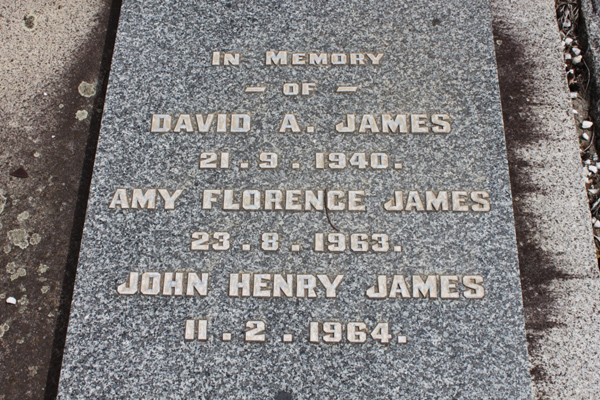 In Memory
- OF -
DAVID A. JAMES
21.9.1940.
AMY FLORENCE JAMES
23.8.1963.
JOHN HENRY JAMES
11.2.1964.